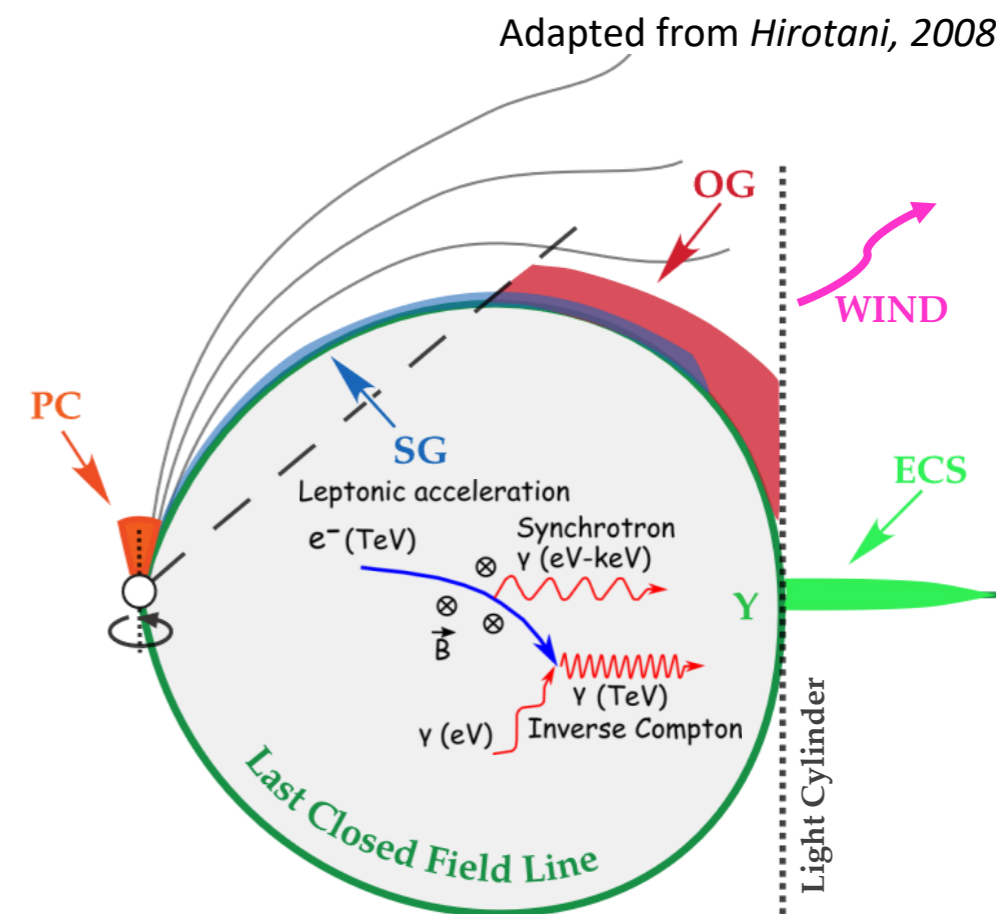 Adapted from Hirotani, 2008
OG
WIND
PC
SG
ECS
Leptonic acceleration
e⁻ (TeV)
Synchrotron
γ (eV-keV)
B
Y
γ (TeV)
γ (eV)
Inverse Compton
Last Closed Field Line
Light Cylinder